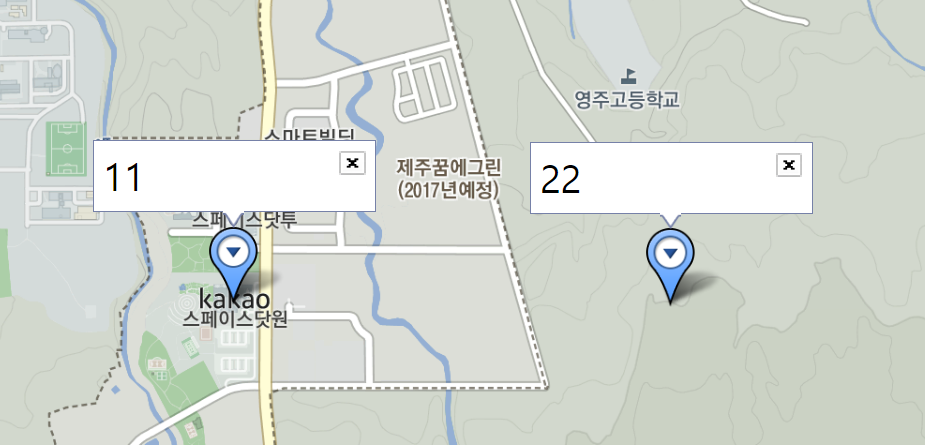 영주고등학교
스마트빌딩
11
제주꿈에그린
(2017년예정)
22
스페이스닷투
kakao
스페이스닷원